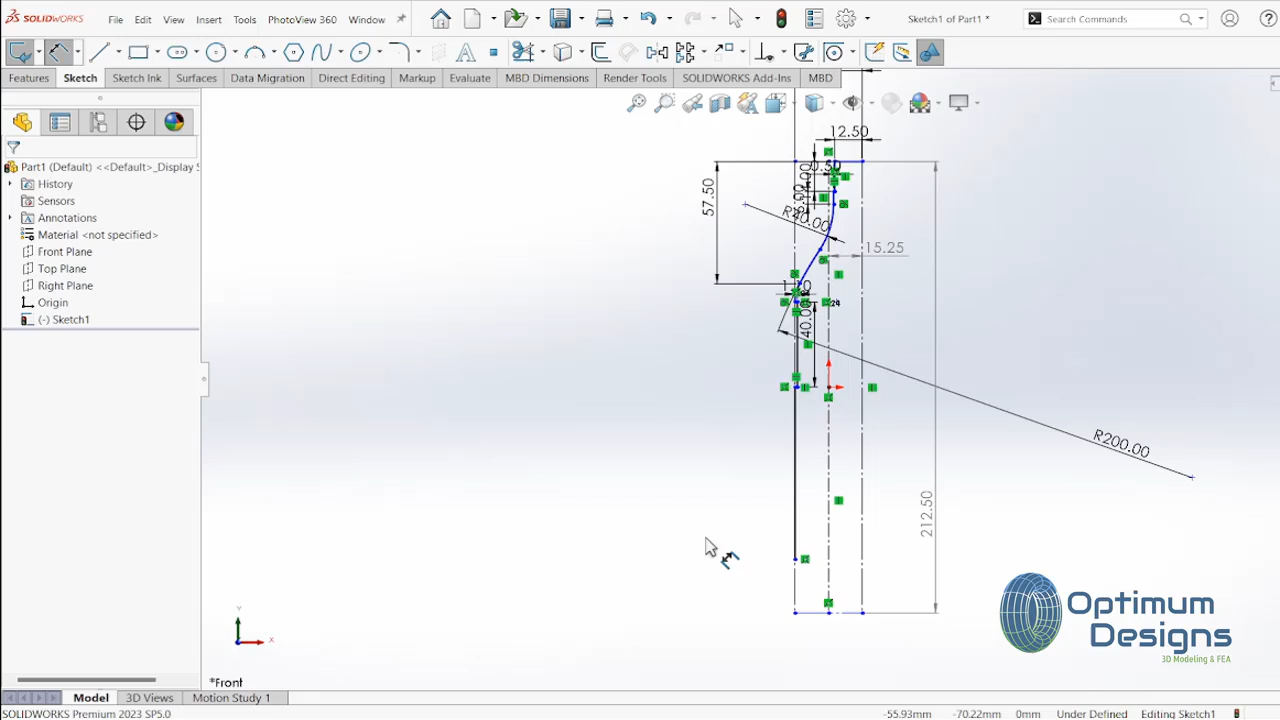 SOLIDWORKS
File
Edit
View
Insert
Tools
PhotoView 360
Window
Sketch1 of Part1 *
Search Commands
Features
Sketch
Sketch Ink
Surfaces
Data Migration
Direct Editing
Markup
Evaluate
MBD Dimensions
Render Tools
SOLIDWORKS Add-Ins
MBD
Part1 (Default) <<Default>_Display S
History
Sensors
Annotations
Material <not specified>
Front Plane
Top Plane
Right Plane
Origin
(-) Sketch1
12.50
57.50
15.25
40.00
R200.00
212.50
Y
X
*Front
Optimum
Designs
3D Modeling & FEA
Model
3D Views
Motion Study 1
SOLIDWORKS Premium 2023 SP5.0
-55.93mm
-70.22mm
0mm
Under Defined
Editing Sketch1